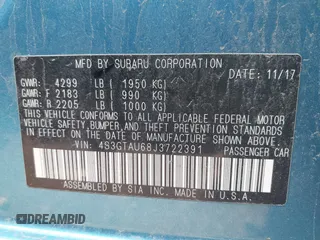 MFD BY SUBARU CORPORATION
DATE: 11/17
GVWR: 4299 LB ( 1950 KG)
GAWR: F 2183 LB ( 990 KG)
GAWR: R 2205 LB ( 1000 KG)
THIS VEHICLE CONFORMS TO ALL APPLICABLE FEDERAL MOTOR
VEHICLE SAFETY, BUMPER, AND THEFT PREVENTION
STANDARDS IN EFFECT ON THE DATE OF MANUFACTURE
SHOWN ABOVE.
VIN: 4S3GTAU68J3722391
PASSENGER CAR
ASSEMBLED BY SIA INC. MADE IN U.S.A.
©DREAMBID DREAMBID.COM